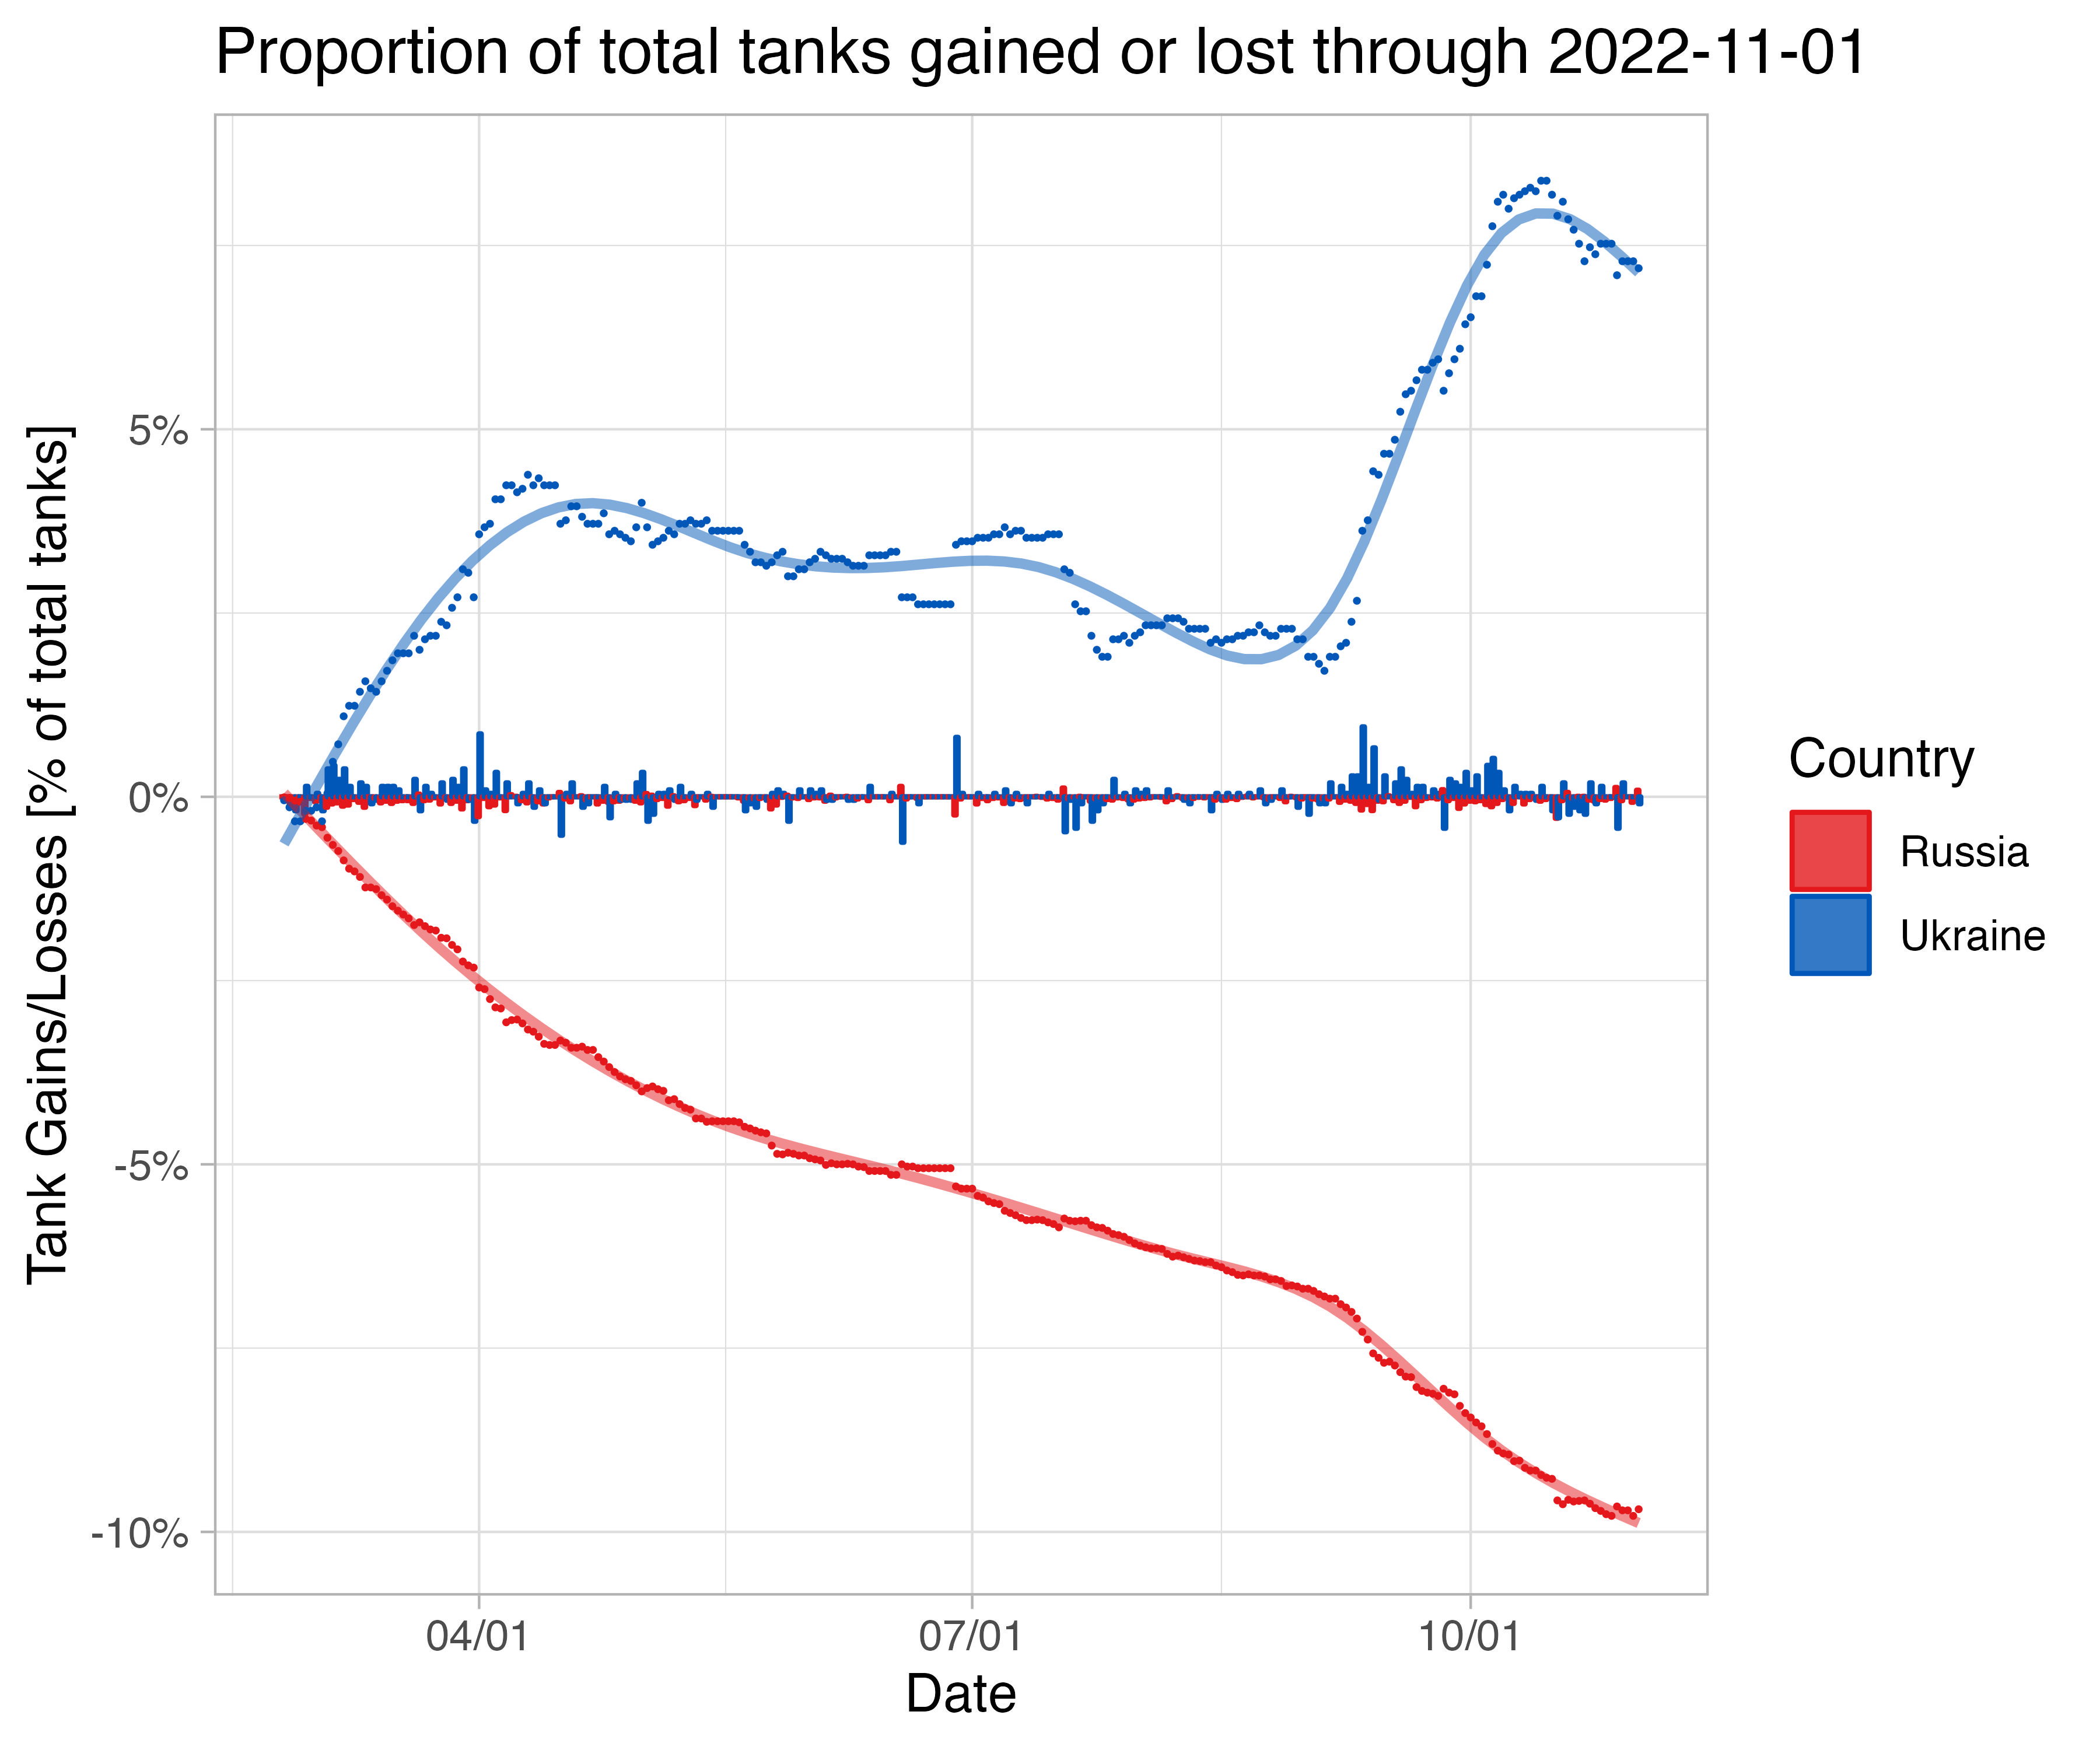 Proportion of total tanks gained or lost through 2022-11-01
Tank Gains/Losses [% of total tanks]
5%
0%
-5%
-10%
04/01
07/01
10/01
Date
Country
Russia
Ukraine